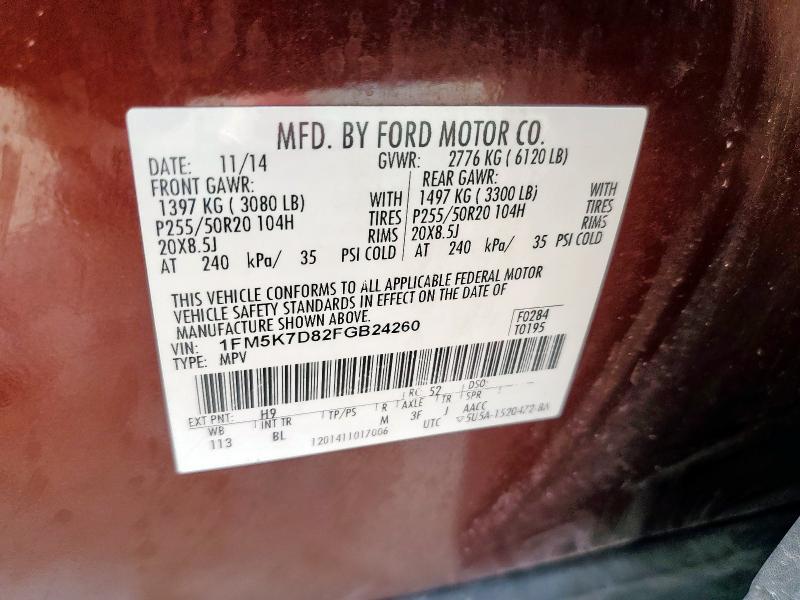 MFD. BY FORD MOTOR CO.
DATE: 11/14 GVWR: 2776 KG ( 6120 LB)
FRONT GAWR: REAR GAWR:
1397 KG ( 3080 LB) WITH 1497 KG ( 3300 LB) WITH
P255/50R20 104H TIRES P255/50R20 104H TIRES
20X8.5J RIMS 20X8.5J RIMS
AT 240 kPa/ 35 PSI COLD AT 240 kPa/ 35 PSI COLD
THIS VEHICLE CONFORMS TO ALL APPLICABLE FEDERAL MOTOR
VEHICLE SAFETY STANDARDS IN EFFECT ON THE DATE OF
MANUFACTURE SHOWN ABOVE.
F0284
T0195
VIN: 1FM5K7D82FGB24260
TYPE: MPV
EXT PNT: H9 RC: 52 DSO:
WB INT TR TP/PS R AXLE TR SPR
113 BL M 3F J AACC
1201411017006 UTC